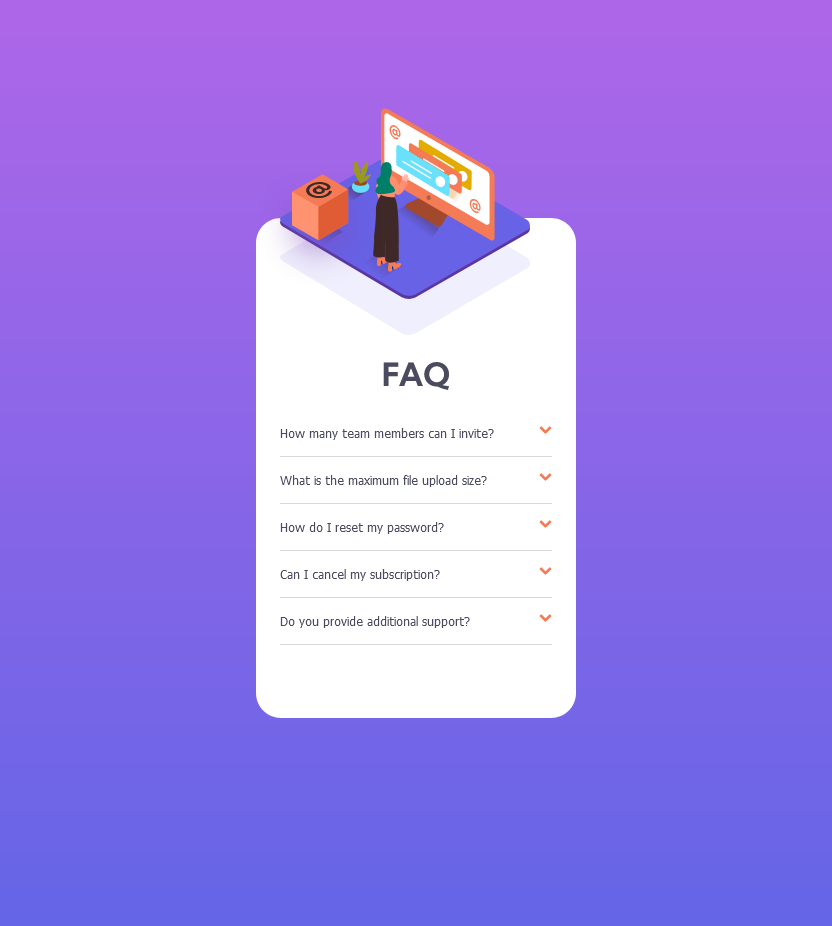 @
@
@
FAQ
How many team members can I invite?
What is the maximum file upload size?
How do I reset my password?
Can I cancel my subscription?
Do you provide additional support?